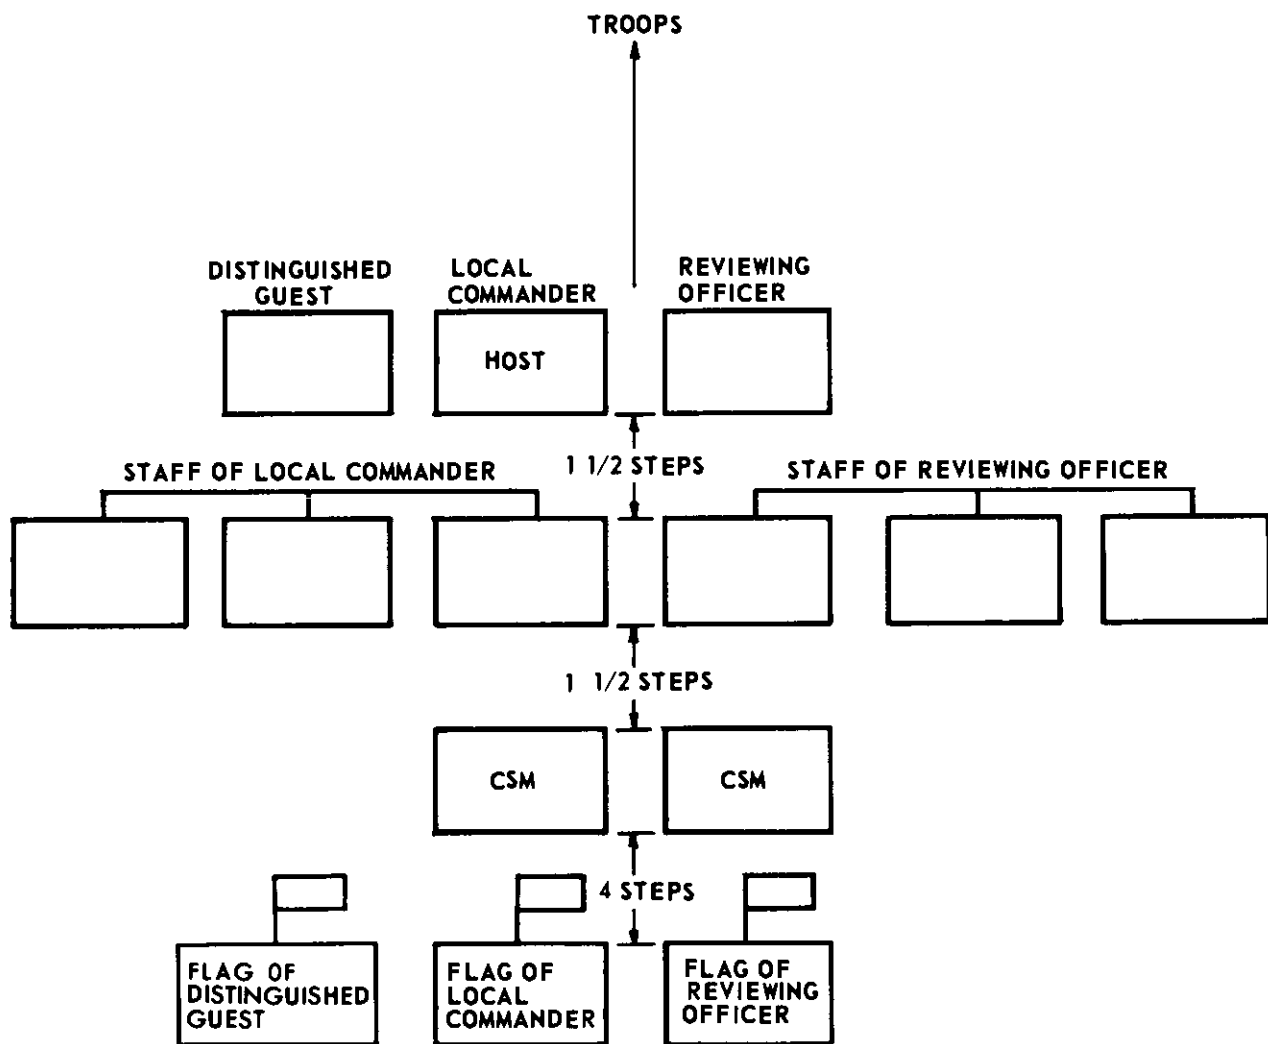 TROOPS
DISTINGUISHED
GUEST
LOCAL
COMMANDER
REVIEWING
OFFICER
HOST
1 1/2 STEPS
STAFF OF LOCAL COMMANDER
STAFF OF REVIEWING OFFICER
1 1/2 STEPS
CSM
CSM
4 STEPS
FLAG OF
DISTINGUISHED
GUEST
FLAG OF
LOCAL
COMMANDER
FLAG OF
REVIEWING
OFFICER